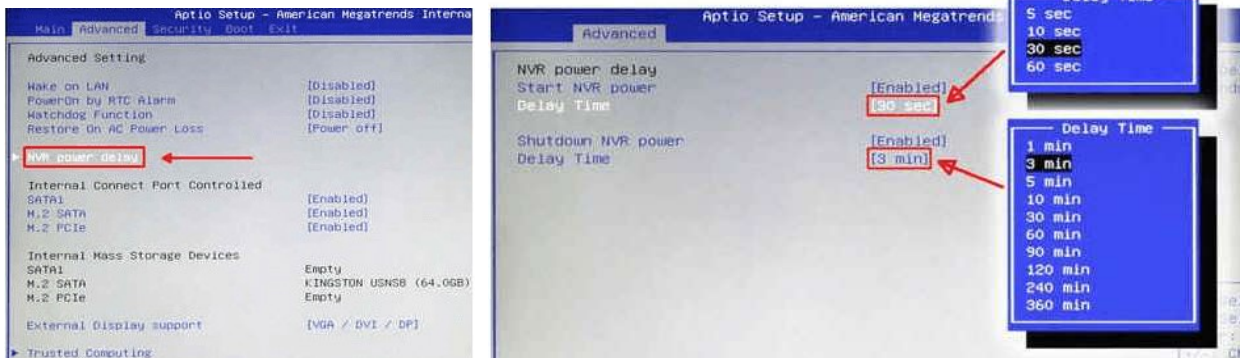 Aptio Setup - American Megatrends Interna
Main Advanced Security Boot Exit
Advanced Setting
Wake on LAN [Disabled]
PowerOn by RTC Alarm [Disabled]
Watchdog Function [Disabled]
Restore On AC Power Loss [Power off]
NVR power delay
Internal Connect Port Controlled
SATA1 [Enabled]
M.2 SATA [Enabled]
M.2 PCIe [Enabled]
Internal Mass Storage Devices
SATA1 Empty
M.2 SATA KINGSTON USNS8 (64.0GB)
M.2 PCIe Empty
External Display support [VGA / DVI / DP]
Trusted Computing
Aptio Setup - American Megatrends
Advanced
NVR power delay
Start NVR power [Enabled]
Delay Time [90 sec]
Shutdown NVR power [Enabled]
Delay Time [3 min]
Delay Time
5 sec
10 sec
30 sec
60 sec
Delay Time
1 min
3 min
5 min
10 min
30 min
60 min
90 min
120 min
240 min
360 min